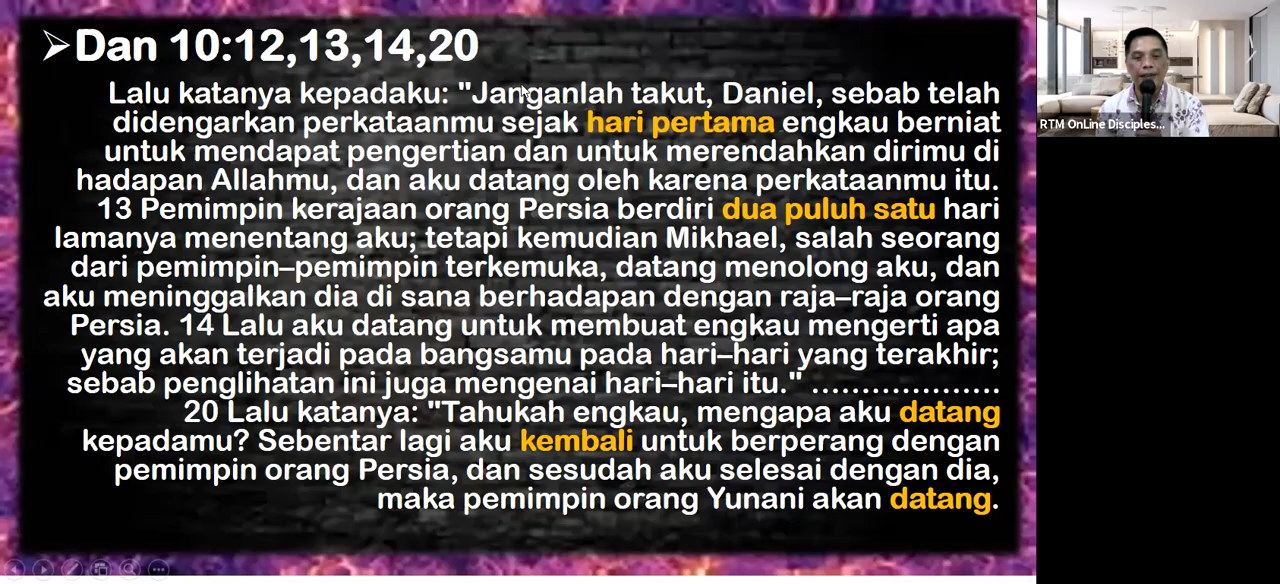 ➢Dan 10:12,13,14,20
Lalu katanya kepadaku: "Janganlah takut, Daniel, sebab telah
didengarkan perkataanmu sejak hari pertama engkau berniat
untuk mendapat pengertian dan untuk merendahkan dirimu di
hadapan Allahmu, dan aku datang oleh karena perkataanmu itu.
13 Pemimpin kerajaan orang Persia berdiri dua puluh satu hari
lamanya menentang aku; tetapi kemudian Mikhael, salah seorang
dari pemimpin–pemimpin terkemuka, datang menolong aku, dan
aku meninggalkan dia di sana berhadapan dengan raja–raja orang
Persia. 14 Lalu aku datang untuk membuat engkau mengerti apa
yang akan terjadi pada bangsamu pada hari–hari yang terakhir;
sebab penglihatan ini juga mengenai hari–hari itu." ...................
20 Lalu katanya: "Tahukah engkau, mengapa aku datang
kepadamu? Sebentar lagi aku kembali untuk berperang dengan
pemimpin orang Persia, dan sesudah aku selesai dengan dia,
maka pemimpin orang Yunani akan datang.
RTM OnLine Disciples...